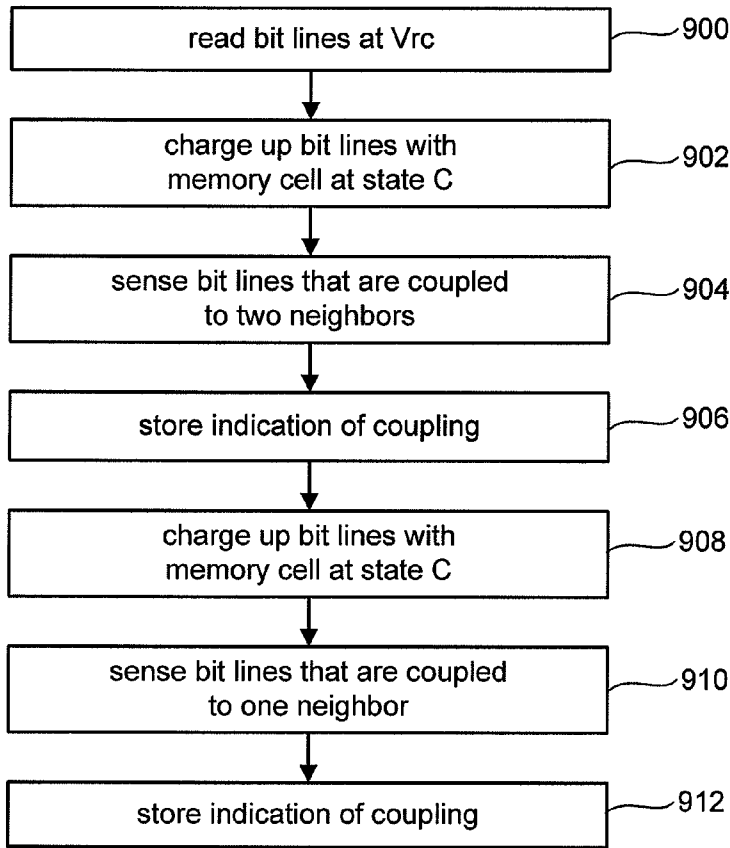 read bit lines at Vrc
900
charge up bit lines with
memory cell at state C
902
sense bit lines that are coupled
to two neighbors
904
store indication of coupling
906
charge up bit lines with
memory cell at state C
908
sense bit lines that are coupled
to one neighbor
910
store indication of coupling
912